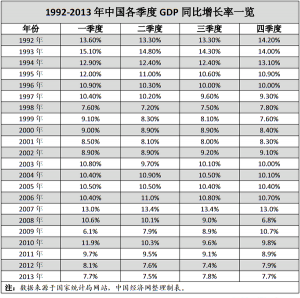 1992-2013 年中国各季度 GDP 同比增长率一览
年份 一季度 二季度 三季度 四季度
1992 年 13.60% 13.30% 13.30% 14.20%
1993 年 15.10% 14.80% 14.30% 14.00%
1994 年 12.90% 12.40% 12.40% 13.10%
1995 年 12.00% 11.00% 10.60% 10.90%
1996 年 10.90% 10.30% 10.00% 10.00%
1997 年 10.40% 10.20% 9.60% 9.30%
1998 年 7.60% 7.20% 7.50% 7.80%
1999 年 9.10% 8.30% 8.10% 7.60%
2000 年 9.00% 8.90% 8.90% 8.40%
2001 年 8.50% 8.10% 8.00% 8.30%
2002 年 8.90% 8.90% 9.20% 9.10%
2003 年 10.80% 9.70% 10.10% 10.00%
2004 年 10.40% 10.90% 10.50% 10.10%
2005 年 10.50% 10.50% 10.40% 10.40%
2006 年 10.40% 11.0% 10.80% 10.70%
2007 年 13.0% 13.4% 13.4% 13.0%
2008 年 10.6% 10.1% 9.0% 6.8%
2009 年 6.1% 7.9% 8.9% 10.7%
2010 年 11.9% 10.3% 9.6% 9.8%
2011 年 9.7% 9.5% 9.1% 8.9%
2012 年 8.1% 7.6% 7.4% 7.9%
2013 年 7.7% 7.5% 7.8% 7.7%
注: 数据来源于国家统计局网站，中国经济网整理制表。